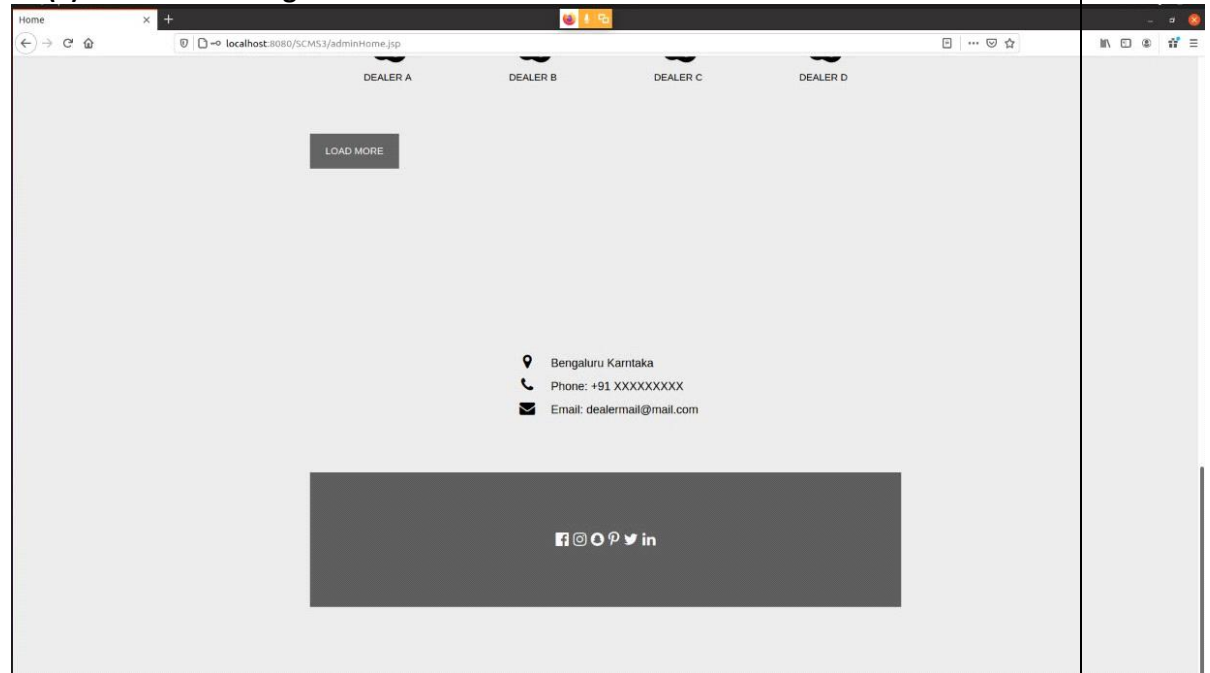 Home
localhost:8080/SCMS3/adminHome.jsp
DEALER A DEALER B DEALER C DEALER D
LOAD MORE
Bengaluru Karntaka
Phone: +91 XXXXXXXXX
Email: dealermail@mail.com